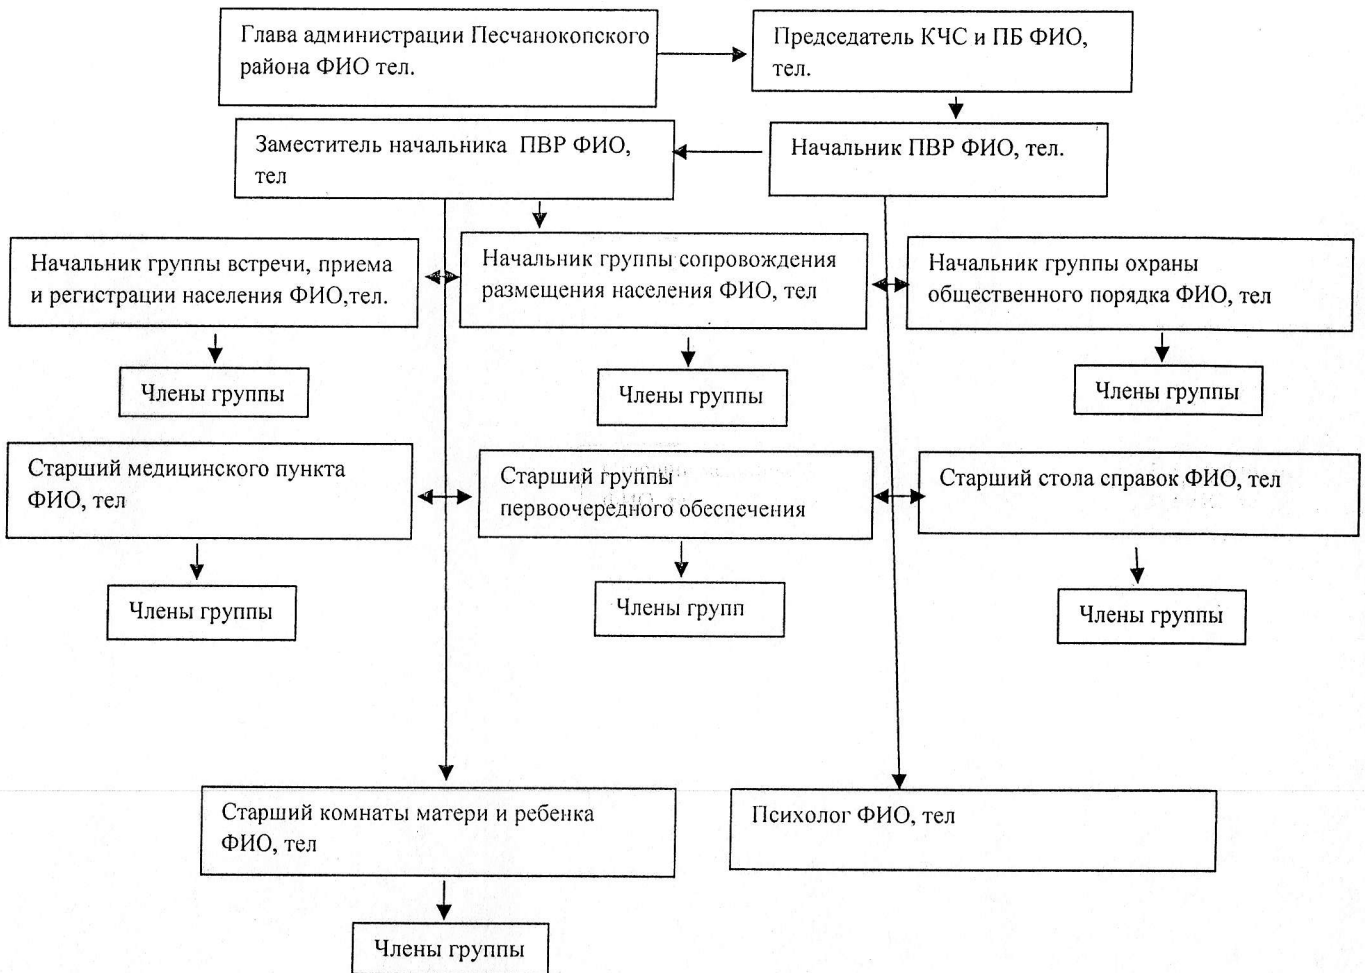 Глава администрации Песчанокопского
района ФИО тел.
Председатель КЧС и ПБ ФИО,
тел.
Заместитель начальника ПВР ФИО,
тел
Начальник ПВР ФИО, тел.
Начальник группы встречи, приема
и регистрации населения ФИО,тел.
Начальник группы сопровождения
размещения населения ФИО, тел
Начальник группы охраны
общественного порядка ФИО, тел
Члены группы
Члены группы
Члены группы
Старший медицинского пункта
ФИО, тел
Старший группы
первоочередного обеспечения
Старший стола справок ФИО, тел
Члены группы
Члены групп
Члены группы
Старший комнаты матери и ребенка
ФИО, тел
Психолог ФИО, тел
Члены группы